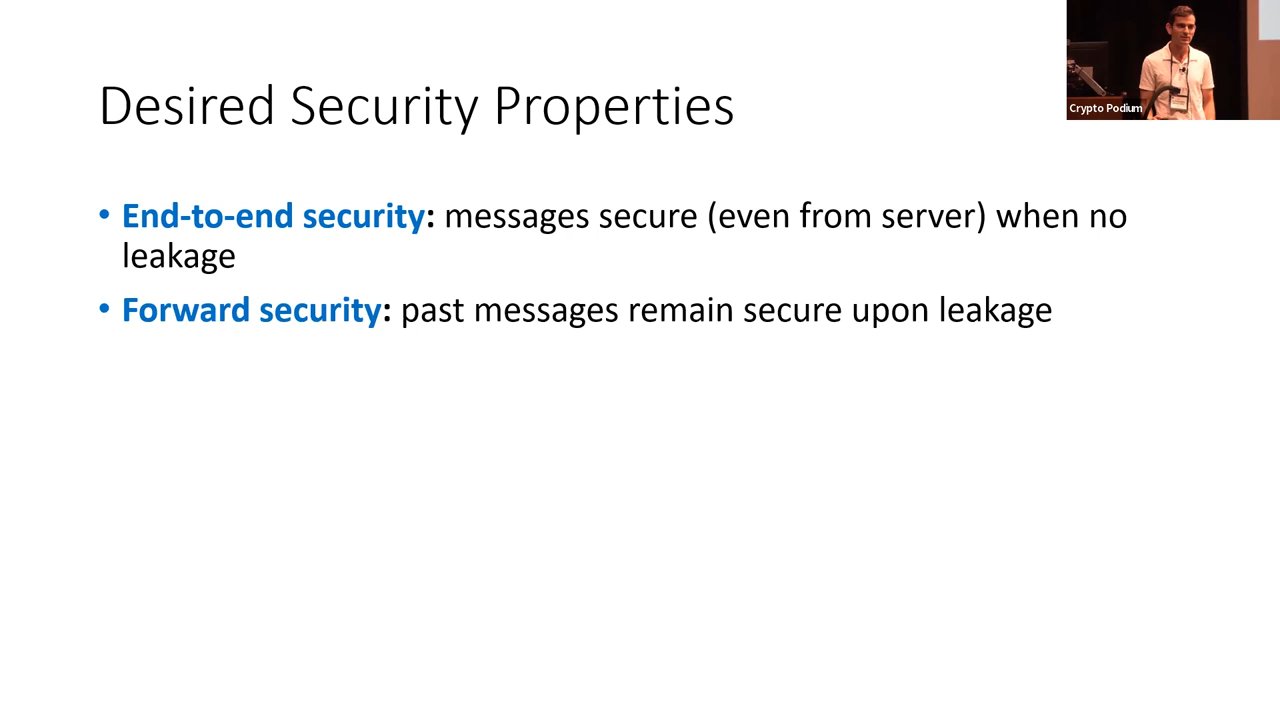 Desired Security Properties
Crypto Podium
• End-to-end security: messages secure (even from server) when no
leakage
• Forward security: past messages remain secure upon leakage